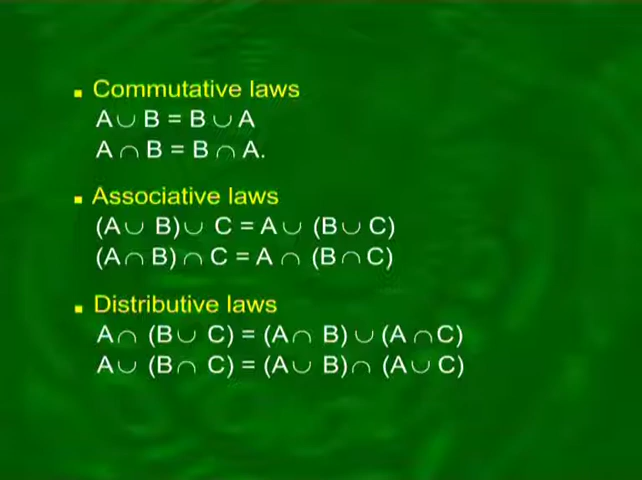 ▪ Commutative laws
A ∪ B = B ∪ A
A ∩ B = B ∩ A.
▪ Associative laws
(A ∪ B) ∪ C = A ∪ (B ∪ C)
(A ∩ B) ∩ C = A ∩ (B ∩ C)
▪ Distributive laws
A ∩ (B ∪ C) = (A ∩ B) ∪ (A ∩ C)
A ∪ (B ∩ C) = (A ∪ B) ∩ (A ∪ C)